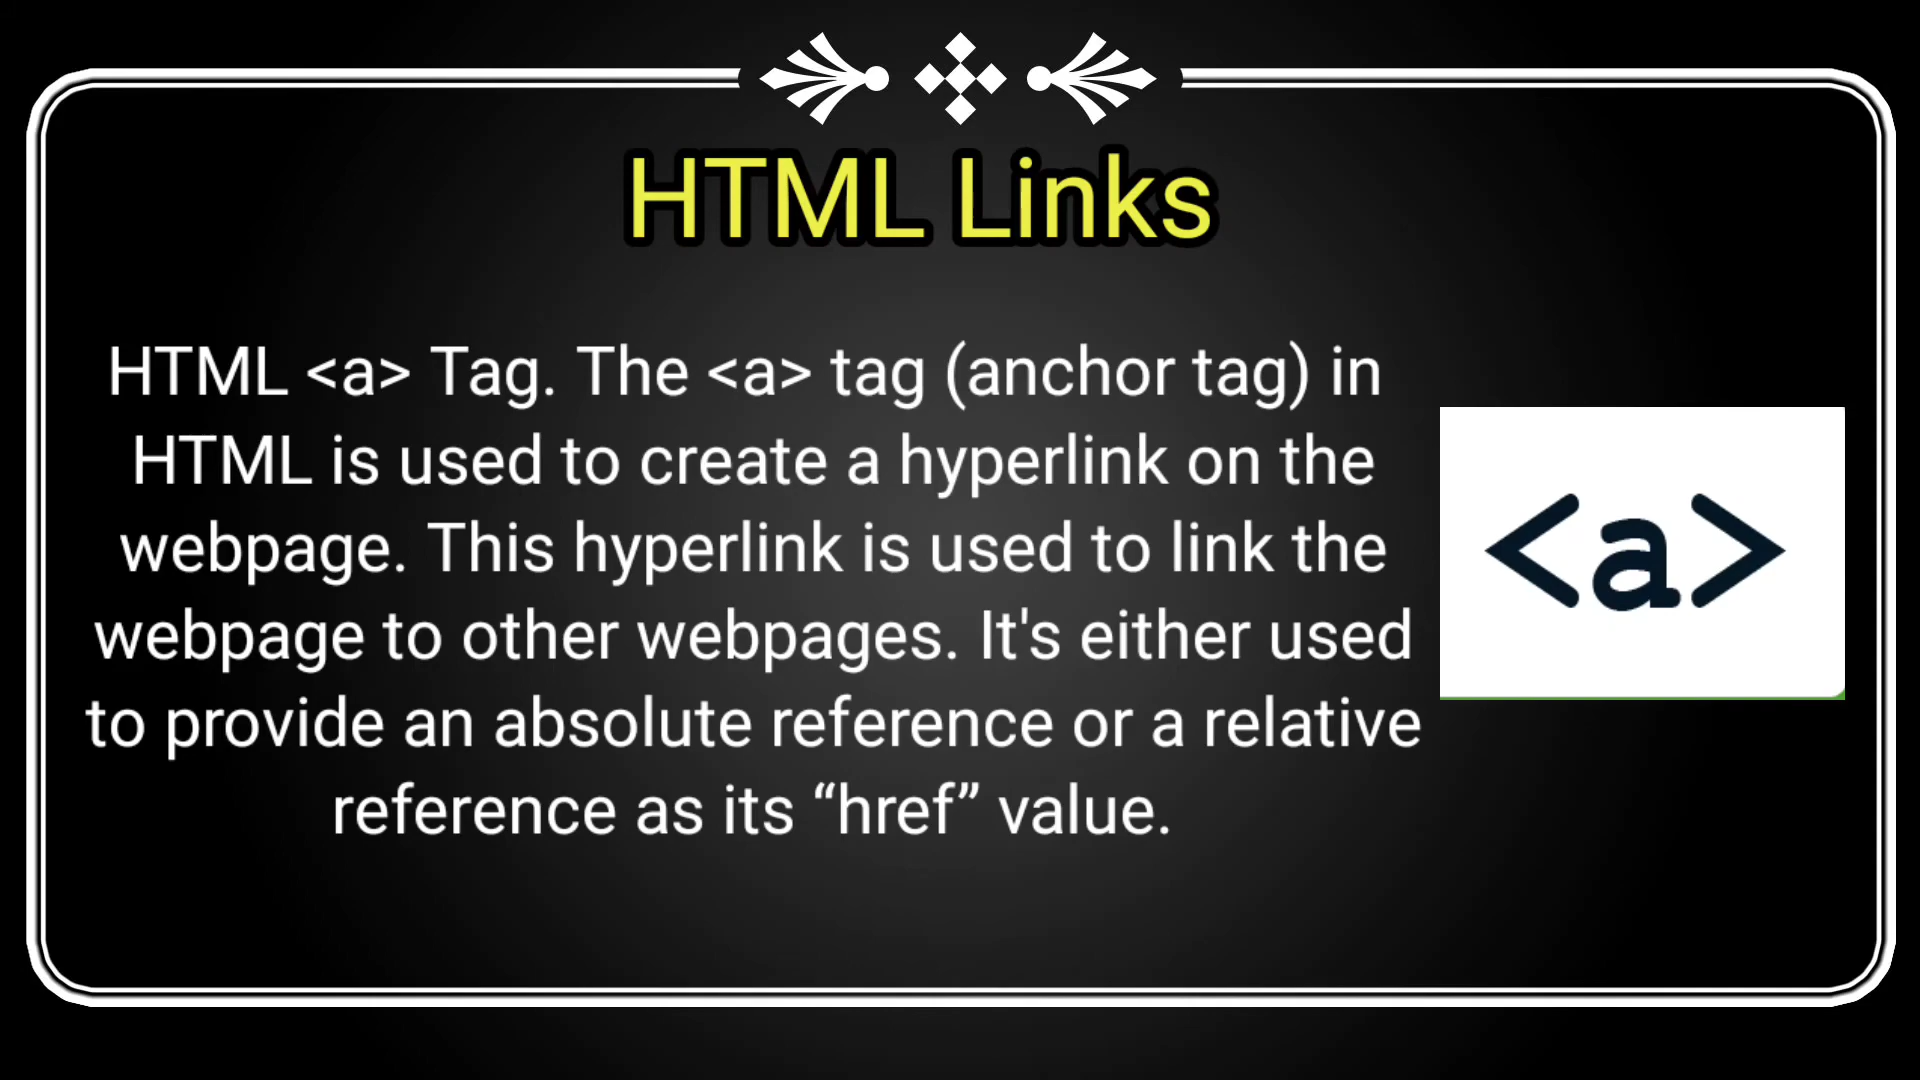 HTML Links
HTML <a> Tag. The <a> tag (anchor tag) in
HTML is used to create a hyperlink on the
webpage. This hyperlink is used to link the
webpage to other webpages. It's either used
to provide an absolute reference or a relative
reference as its “href” value.
<a>